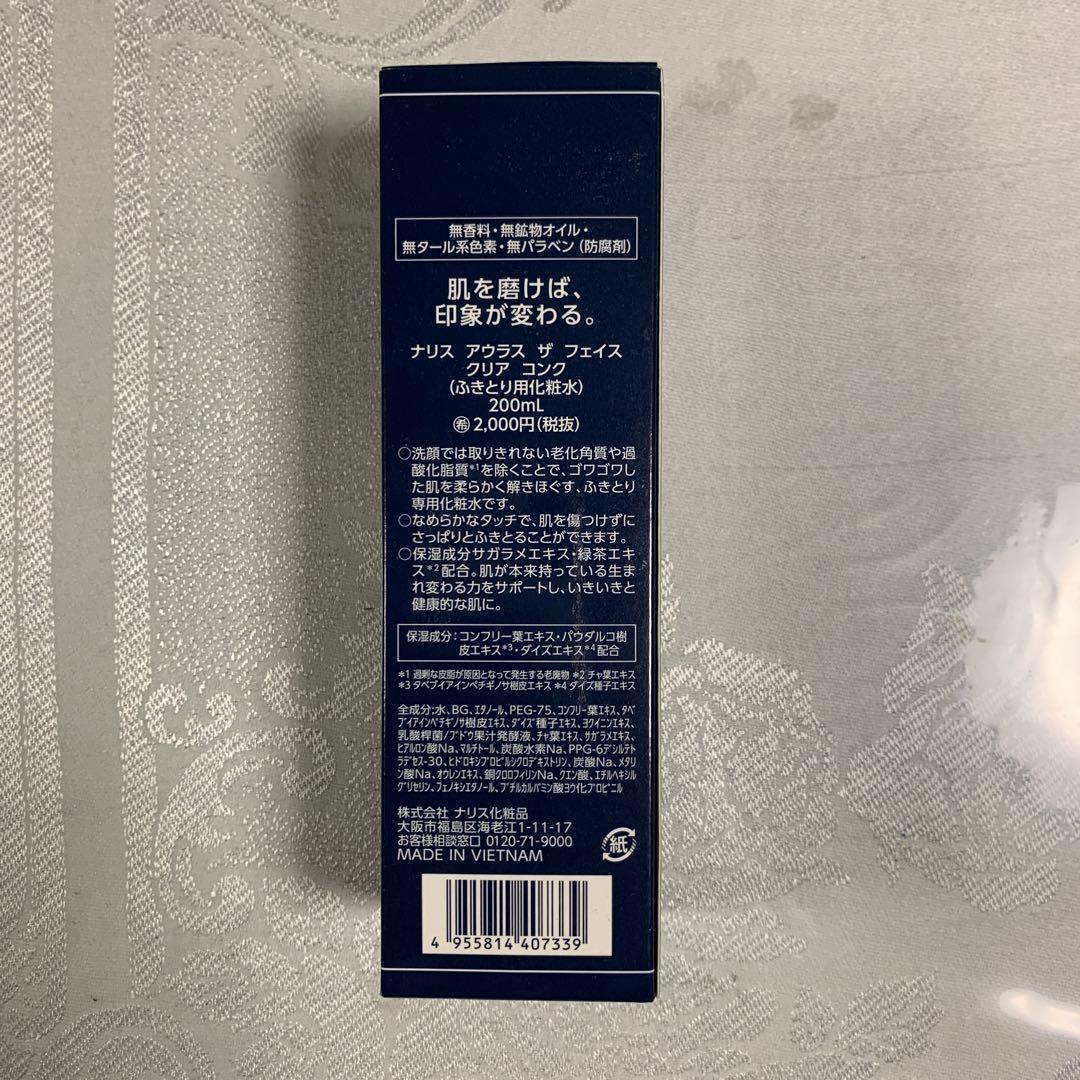 無香料・無鉱物オイル・
無タール系色素・無パラベン(防腐剤)
肌を磨けば、
印象が変わる。
ナリス アウラス ザ フェイス
クリア コンク
(ふきとり用化粧水)
200mL
㊕2,000円(税抜)
○洗顔では取りきれない老化角質や過
酸化脂質*1を除くことで、ゴワゴワし
た肌を柔らかく解きほぐす、ふきとり
専用化粧水です。
○なめらかなタッチで、肌を傷つけずに
さっぱりとふきとることができます。
○保湿成分サガラメエキス・緑茶エキ
ス*2配合。肌が本来持っている生ま
れ変わる力をサポートし、いきいきと
健康的な肌に。
保湿成分:コンフリー葉エキス・パウダルコ樹
皮エキス*3・ダイズエキス*4配合
*1 過剰な皮脂が原因となって発生する老廃物 *2 チャ葉エキス
*3 タベブイアインペチギノサ樹皮エキス *4 ダイズ種子エキス
全成分;水、BG、エタノール、PEG-75、コンフリー葉エキス、タベ
ブイアインペチギノサ樹皮エキス、ダイズ種子エキス、ヨクイニンエキス、
乳酸桿菌/ブドウ果汁発酵液、チャ葉エキス、サガラメエキス、
ヒアルロン酸Na、マルチトール、炭酸水素Na、PPG-6デシルテト
ラデセス-30、ヒドロキシプロピルシクロデキストリン、炭酸Na、メタリ
ン酸Na、オウレンエキス、銅クロロフィリンNa、クエン酸、エチルヘキシル
グリセリン、フェノキシエタノール、ブチルカルバミン酸ヨウ化プロピニル
株式会社 ナリス化粧品
大阪市福島区海老江1-11-17
お客様相談窓口 0120-71-9000
MADE IN VIETNAM
紙
4 955814 407339